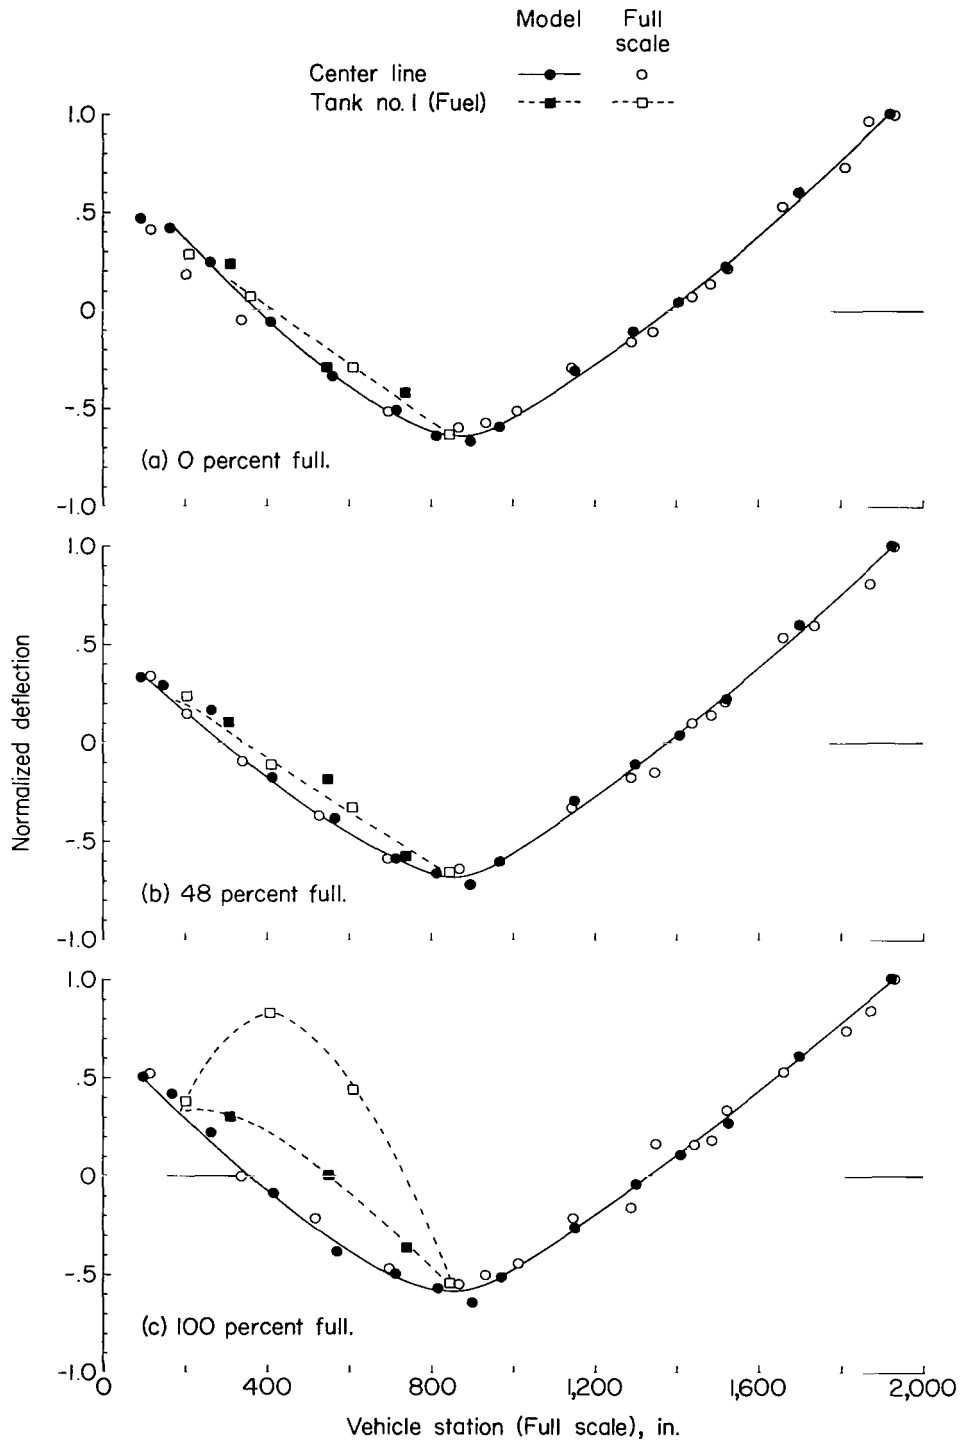 Model Full scale
Center line
Tank no. 1 (Fuel)
1.0
.5
0
-.5
(a) 0 percent full.
-1.0
1.0
.5
0
-.5
(b) 48 percent full.
-1.0
Normalized deflection
1.0
.5
0
-.5
(c) 100 percent full.
-1.0
0 400 800 1,200 1,600 2,000
Vehicle station (Full scale), in.